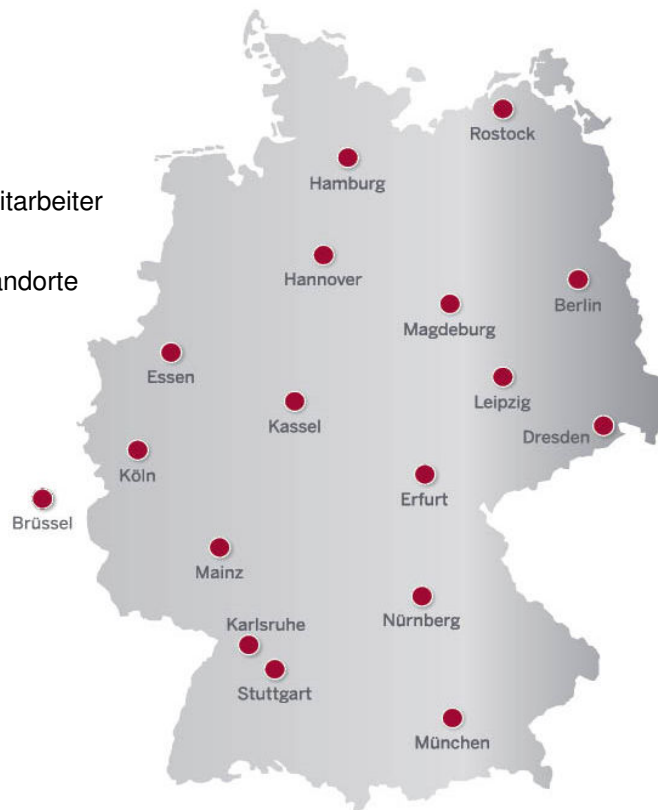 Rostock
Hamburg
itarbeiter
Hannover
andorte
Berlin
Magdeburg
Essen
Leipzig
Kassel
Dresden
Köln
Erfurt
Brüssel
Mainz
Nürnberg
Karlsruhe
Stuttgart
München